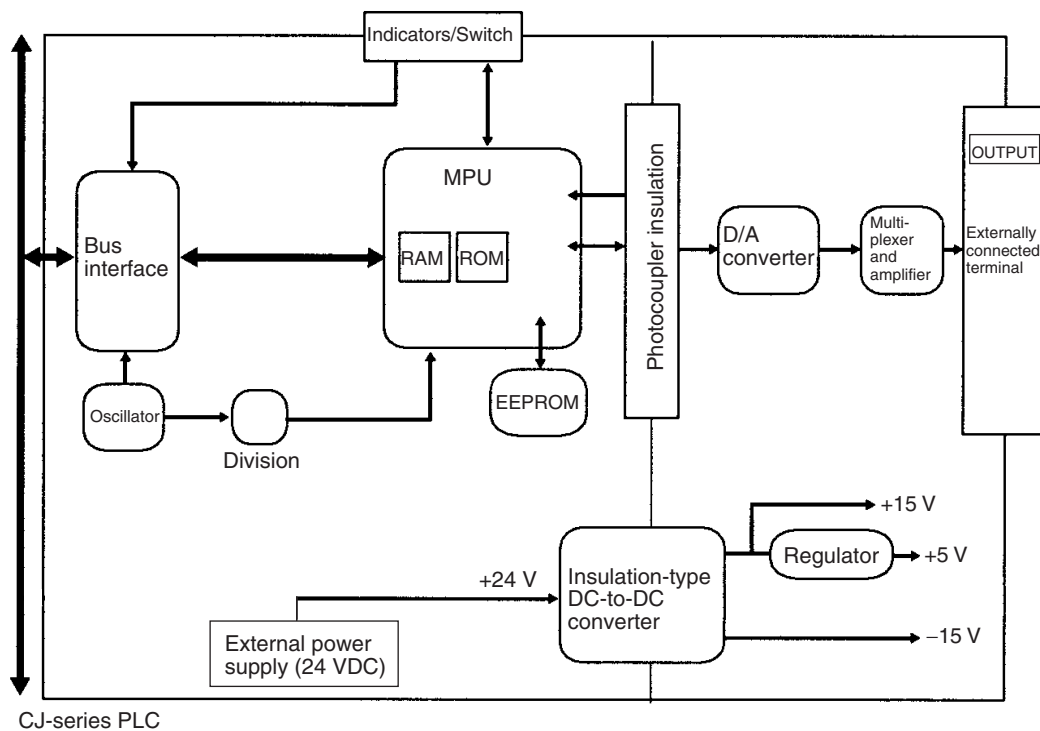 Indicators/Switch
Bus
interface
MPU
RAM
ROM
Photocoupler insulation
D/A
converter
Multi-
plexer
and
amplifier
OUTPUT
Externally
connected
terminal
EEPROM
Oscillator
Division
+15 V
Regulator
+5 V
+24 V
Insulation-type
DC-to-DC
converter
−15 V
External power
supply (24 VDC)
CJ-series PLC